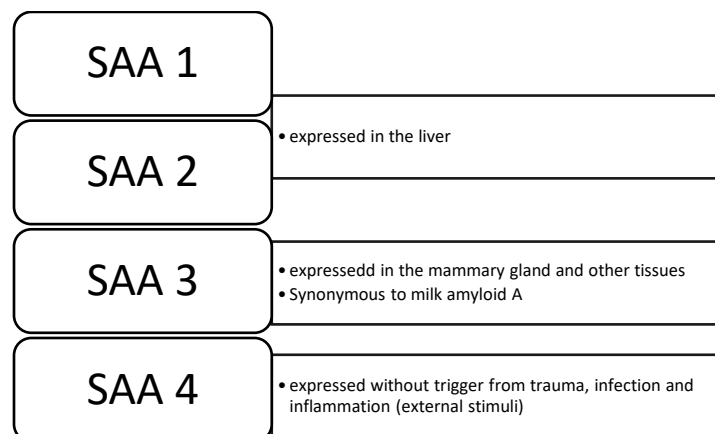 SAA 1
SAA 2
• expressed in the liver
SAA 3
• expressedd in the mammary gland and other tissues
• Synonymous to milk amyloid A
SAA 4
• expressed without trigger from trauma, infection and
inflammation (external stimuli)